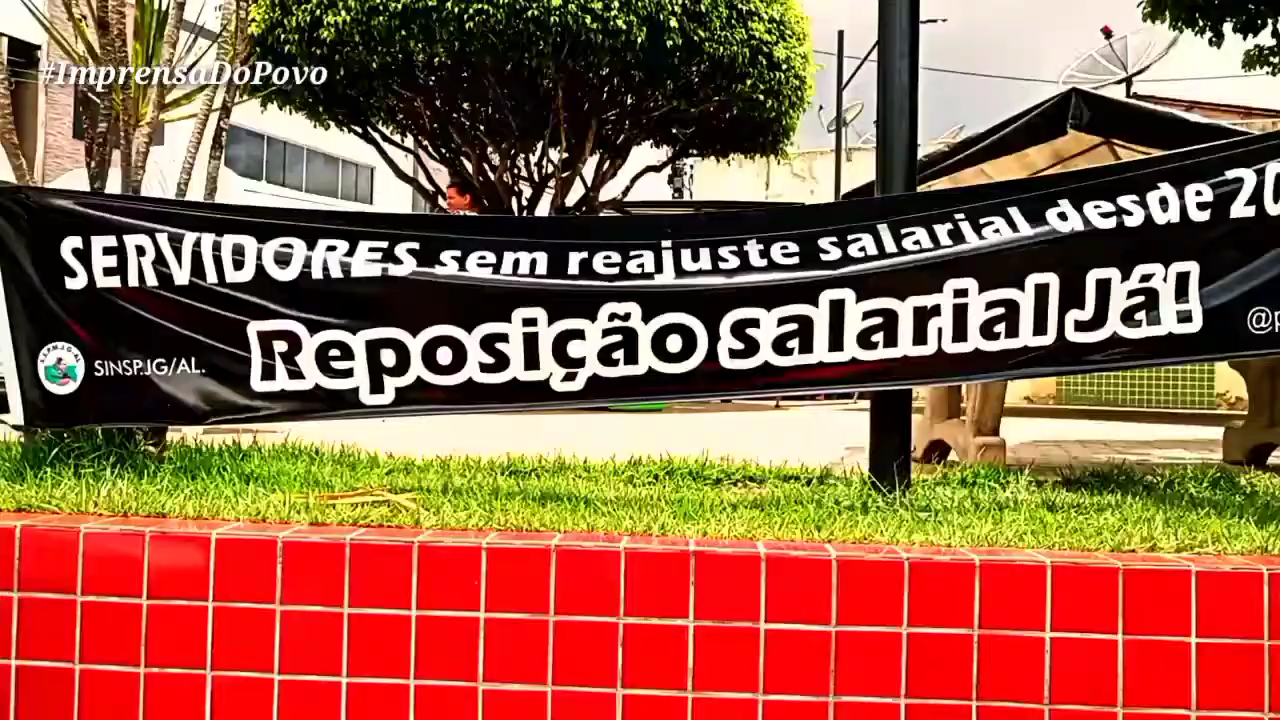 #ImprensaDoPovo
SERVIDORES sem reajuste salarial desde 20
Reposição salarial Já!
SINSPJG/AL.